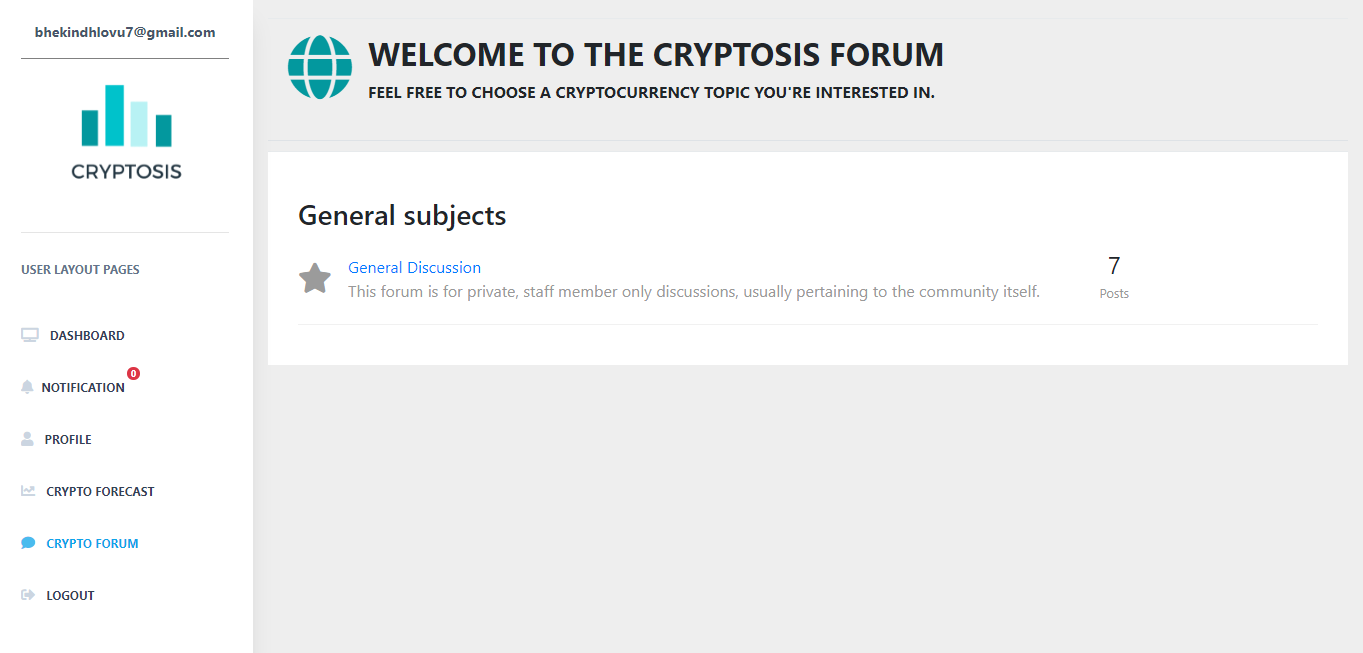 bhekindhlovu7@gmail.com
CRYPTOSIS
USER LAYOUT PAGES
DASHBOARD
NOTIFICATION 0
PROFILE
CRYPTO FORECAST
CRYPTO FORUM
LOGOUT
WELCOME TO THE CRYPTOSIS FORUM
FEEL FREE TO CHOOSE A CRYPTOCURRENCY TOPIC YOU'RE INTERESTED IN.
General subjects
General Discussion
This forum is for private, staff member only discussions, usually pertaining to the community itself.
7
Posts